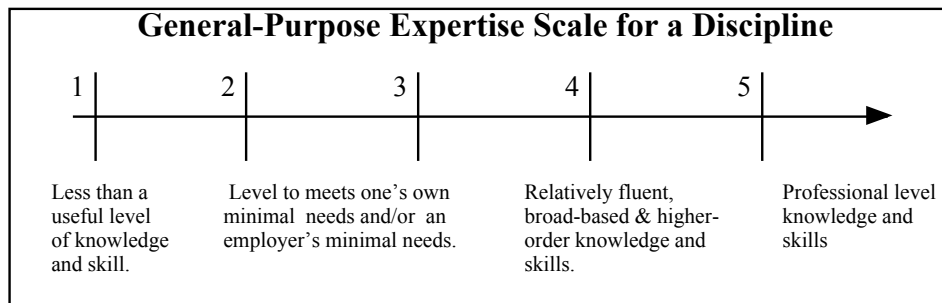 General-Purpose Expertise Scale for a Discipline
1 2 3 4 5
Less than a
useful level
of knowledge
and skill.
Level to meets one’s own
minimal needs and/or an
employer’s minimal needs.
Relatively fluent,
broad-based & higher-
order knowledge and
skills.
Professional level
knowledge and
skills